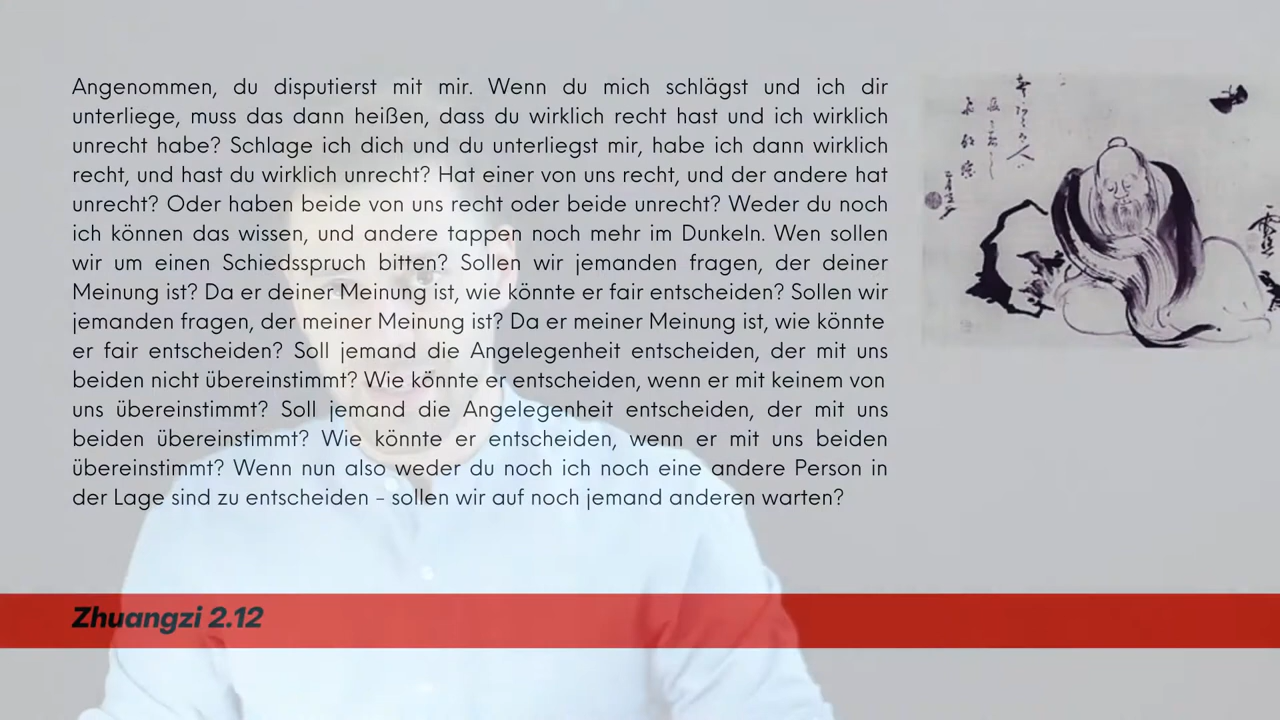 Angenommen, du disputierst mit mir. Wenn du mich schlägst und ich dir
unterliege, muss das dann heißen, dass du wirklich recht hast und ich wirklich
unrecht habe? Schlage ich dich und du unterliegst mir, habe ich dann wirklich
recht, und hast du wirklich unrecht? Hat einer von uns recht, und der andere hat
unrecht? Oder haben beide von uns recht oder beide unrecht? Weder du noch
ich können das wissen, und andere tappen noch mehr im Dunkeln. Wen sollen
wir um einen Schiedsspruch bitten? Sollen wir jemanden fragen, der deiner
Meinung ist? Da er deiner Meinung ist, wie könnte er fair entscheiden? Sollen wir
jemanden fragen, der meiner Meinung ist? Da er meiner Meinung ist, wie könnte
er fair entscheiden? Soll jemand die Angelegenheit entscheiden, der mit uns
beiden nicht übereinstimmt? Wie könnte er entscheiden, wenn er mit keinem von
uns übereinstimmt? Soll jemand die Angelegenheit entscheiden, der mit uns
beiden übereinstimmt? Wie könnte er entscheiden, wenn er mit uns beiden
übereinstimmt? Wenn nun also weder du noch ich noch eine andere Person in
der Lage sind zu entscheiden – sollen wir auf noch jemand anderen warten?
Zhuangzi 2.12